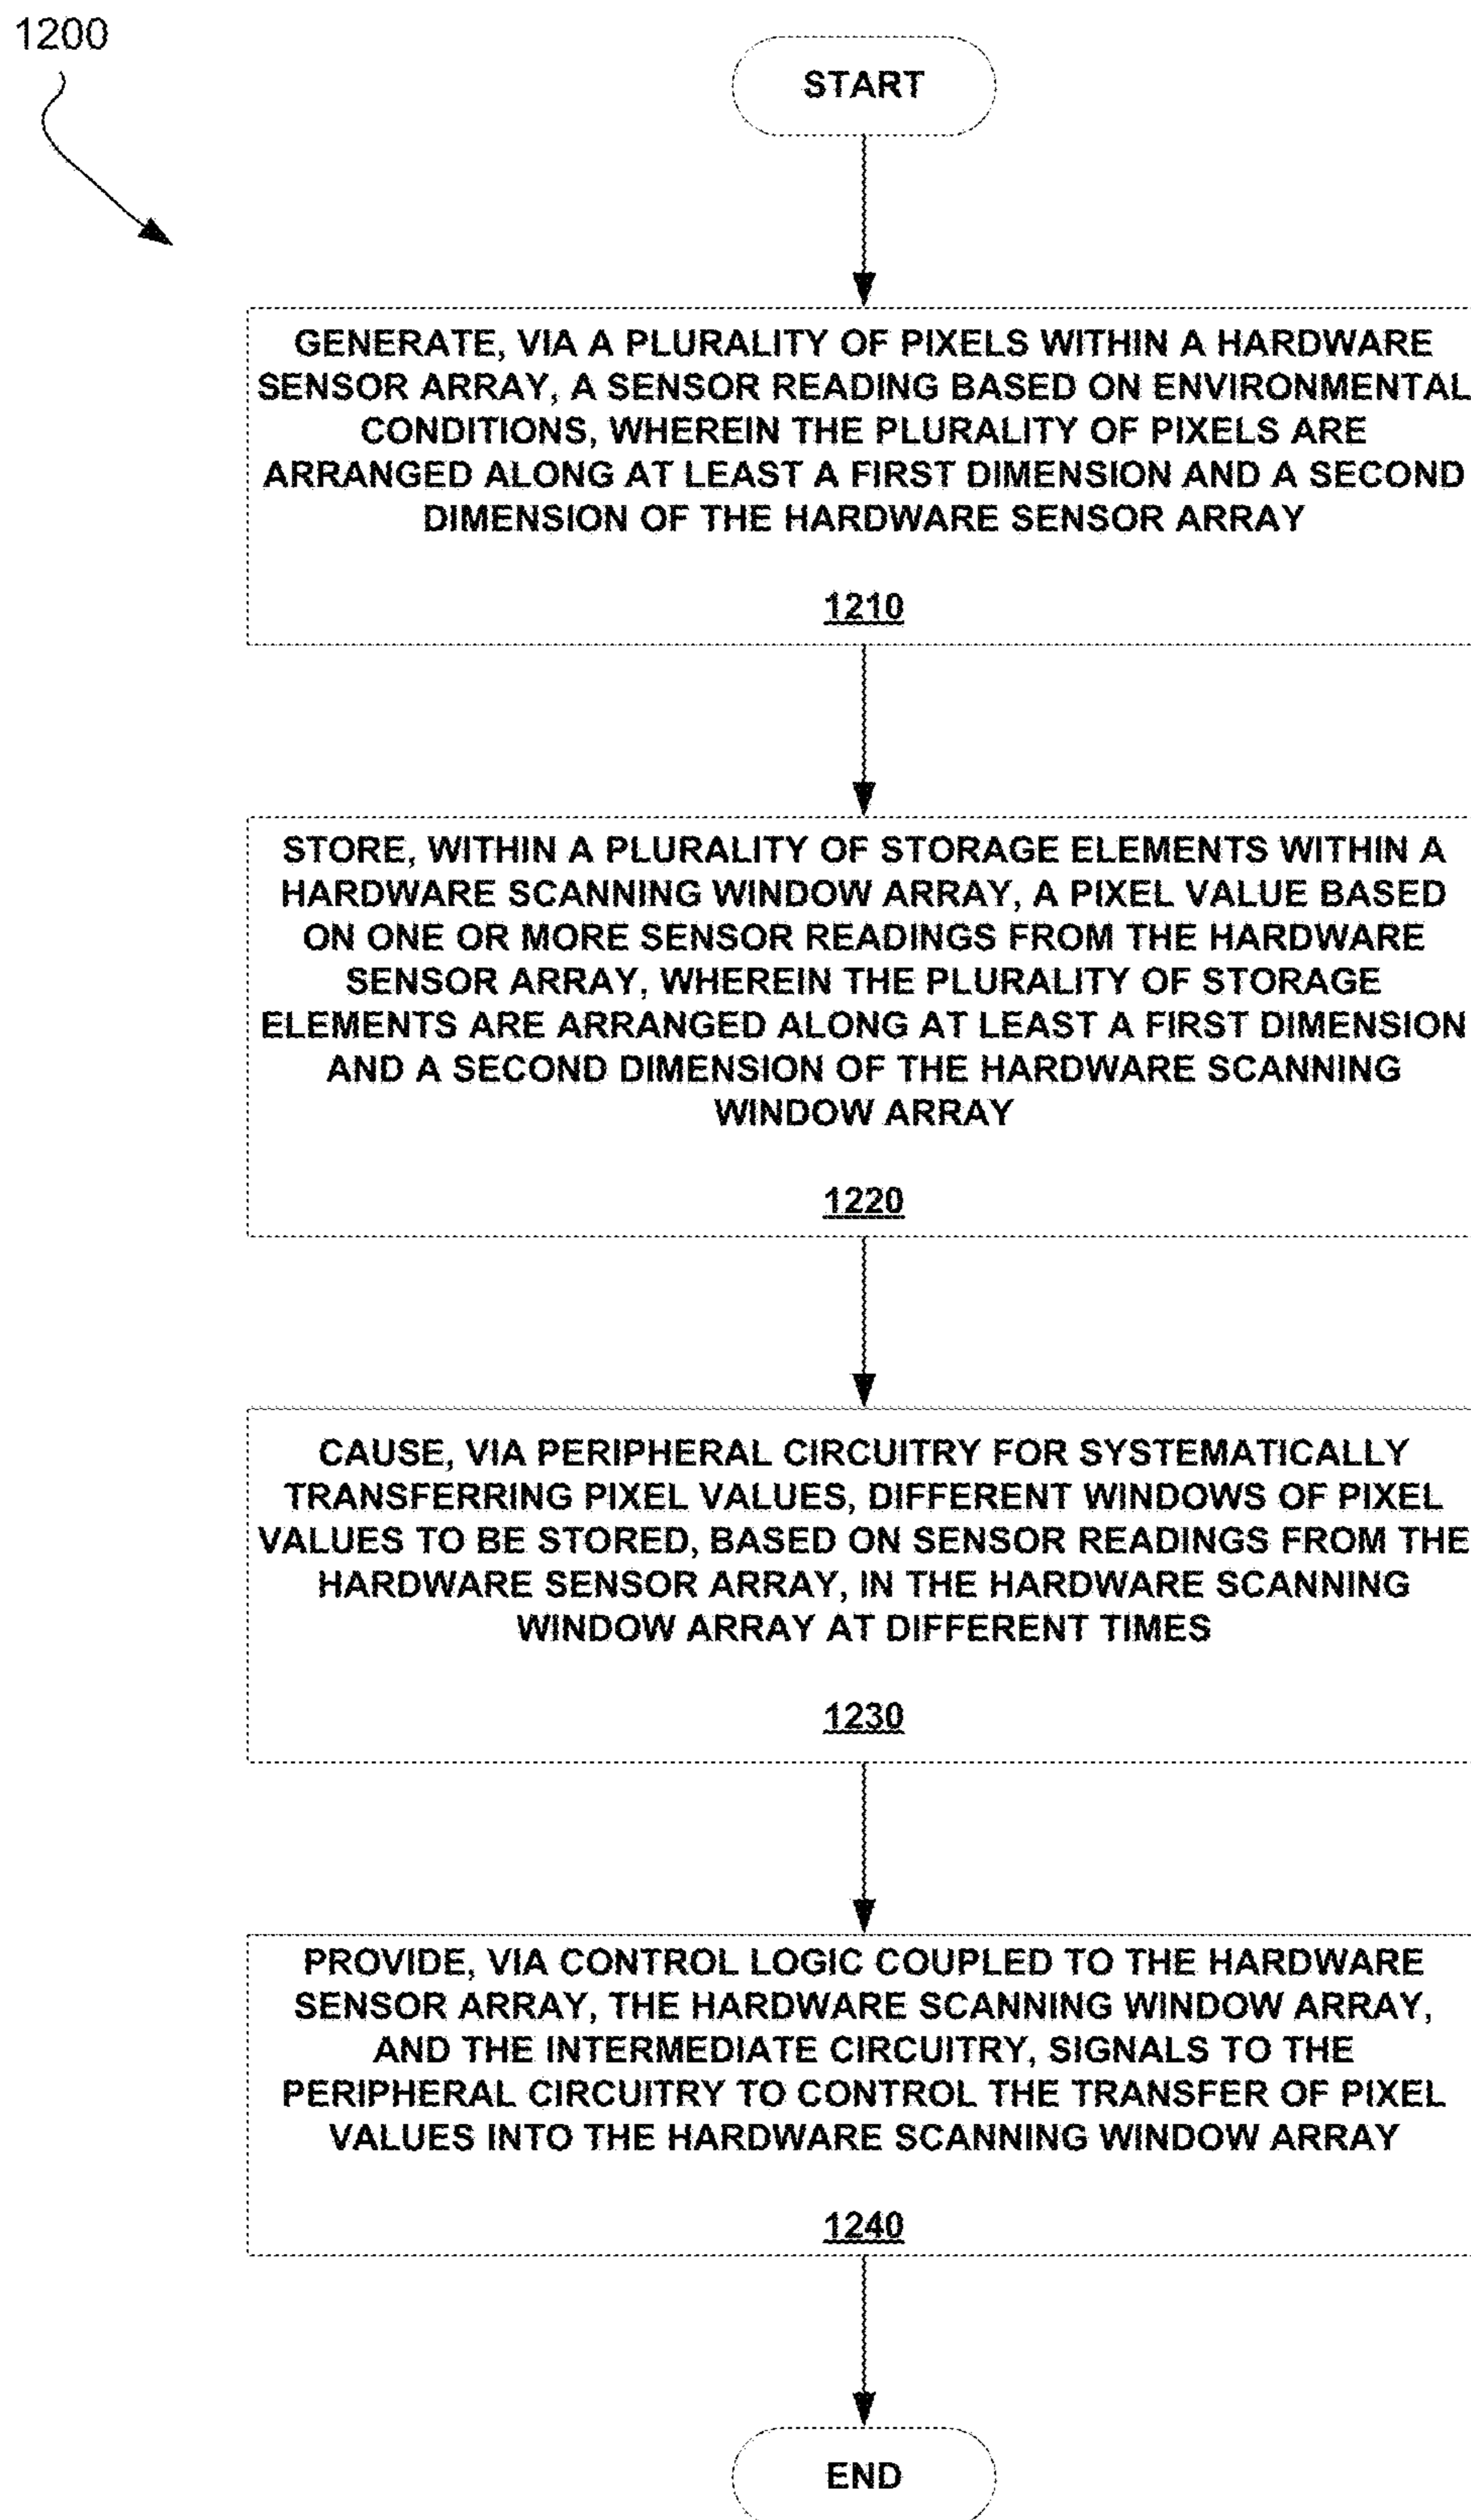 1200
START
GENERATE, VIA A PLURALITY OF PIXELS WITHIN A HARDWARE
SENSOR ARRAY, A SENSOR READING BASED ON ENVIRONMENTAL
CONDITIONS, WHEREIN THE PLURALITY OF PIXELS ARE
ARRANGED ALONG AT LEAST A FIRST DIMENSION AND A SECOND
DIMENSION OF THE HARDWARE SENSOR ARRAY
1210
STORE, WITHIN A PLURALITY OF STORAGE ELEMENTS WITHIN A
HARDWARE SCANNING WINDOW ARRAY, A PIXEL VALUE BASED
ON ONE OR MORE SENSOR READINGS FROM THE HARDWARE
SENSOR ARRAY, WHEREIN THE PLURALITY OF STORAGE
ELEMENTS ARE ARRANGED ALONG AT LEAST A FIRST DIMENSION
AND A SECOND DIMENSION OF THE HARDWARE SCANNING
WINDOW ARRAY
1220
CAUSE, VIA PERIPHERAL CIRCUITRY FOR SYSTEMATICALLY
TRANSFERRING PIXEL VALUES, DIFFERENT WINDOWS OF PIXEL
VALUES TO BE STORED, BASED ON SENSOR READINGS FROM THE
HARDWARE SENSOR ARRAY, IN THE HARDWARE SCANNING
WINDOW ARRAY AT DIFFERENT TIMES
1230
PROVIDE, VIA CONTROL LOGIC COUPLED TO THE HARDWARE
SENSOR ARRAY, THE HARDWARE SCANNING WINDOW ARRAY,
AND THE INTERMEDIATE CIRCUITRY, SIGNALS TO THE
PERIPHERAL CIRCUITRY TO CONTROL THE TRANSFER OF PIXEL
VALUES INTO THE HARDWARE SCANNING WINDOW ARRAY
1240
END